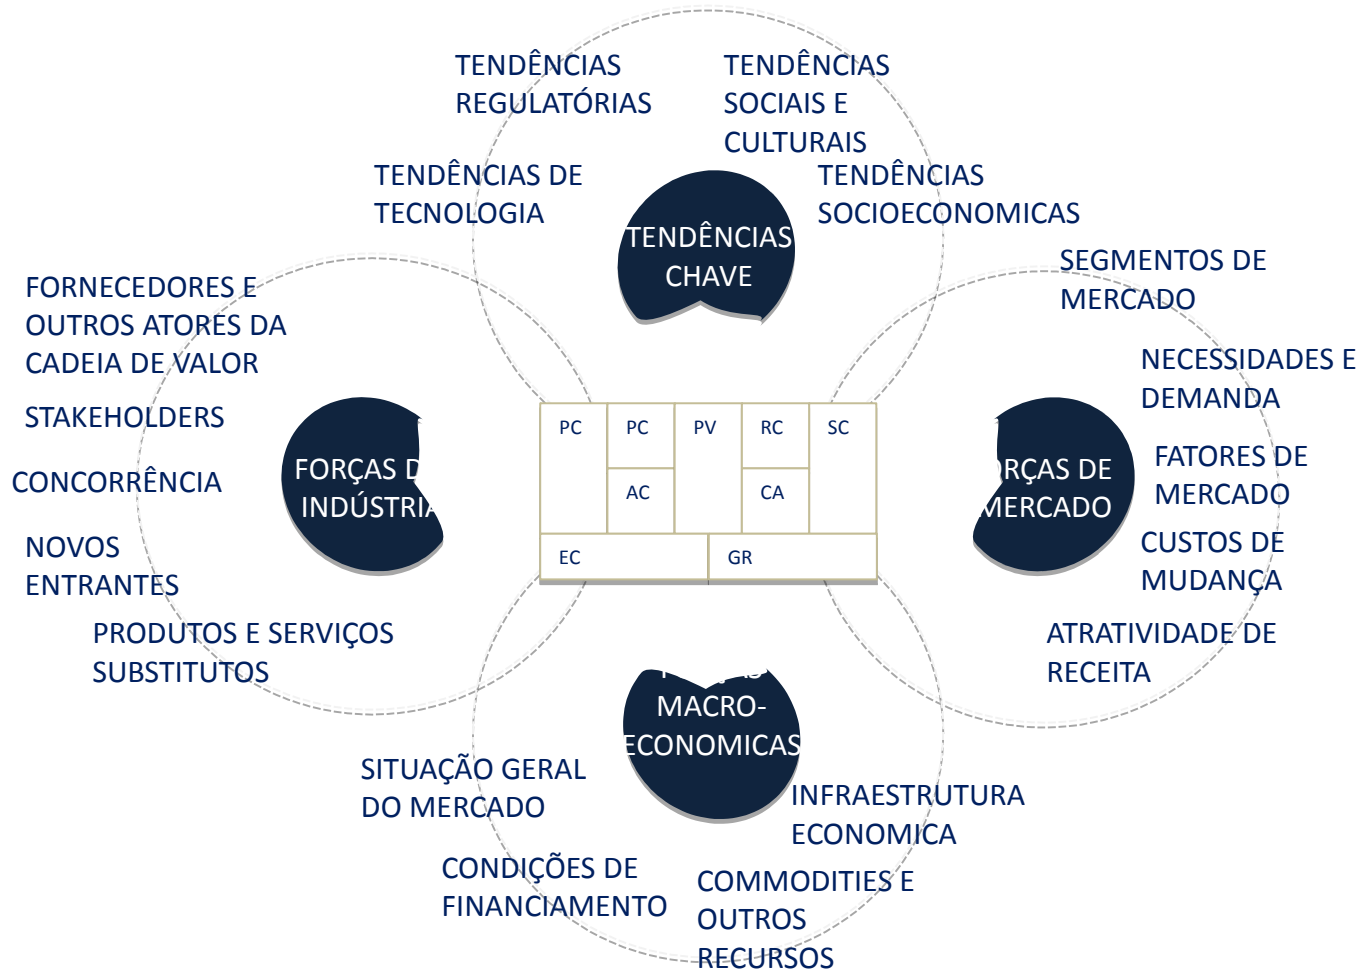 TENDÊNCIAS
REGULATÓRIAS
TENDÊNCIAS
SOCIAIS E
CULTURAIS
TENDÊNCIAS DE
TECNOLOGIA
TENDÊNCIAS
SOCIOECONOMICAS
TENDÊNCIAS
CHAVE
FORNECEDORES E
OUTROS ATORES DA
CADEIA DE VALOR
STAKEHOLDERS
CONCORRÊNCIA
NOVOS
ENTRANTES
PRODUTOS E SERVIÇOS
SUBSTITUTOS
FORÇAS D
INDÚSTRIA
PC
PC
PV
RC
SC
AC
CA
EC
GR
SEGMENTOS DE
MERCADO
NECESSIDADES E
DEMANDA
FATORES DE
MERCADO
CUSTOS DE
MUDANÇA
ATRATIVIDADE DE
RECEITA
ORÇAS DE
MERCADO
MACRO-
ECONOMICAS
SITUAÇÃO GERAL
DO MERCADO
CONDIÇÕES DE
FINANCIAMENTO
INFRAESTRUTURA
ECONOMICA
COMMODITIES E
OUTROS
RECURSOS